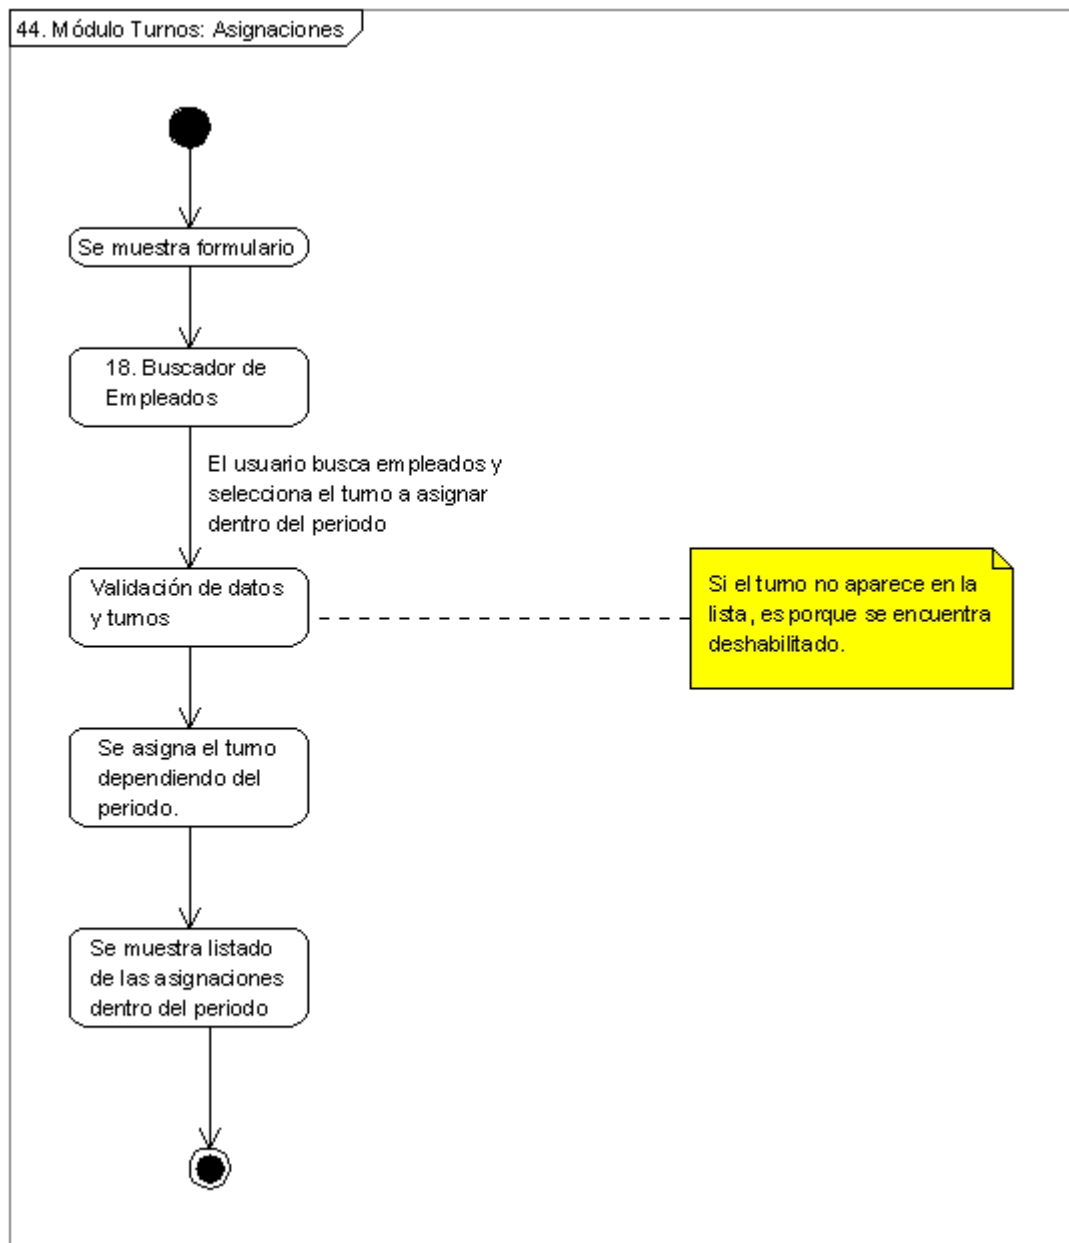 44. Módulo Turnos: Asignaciones
Se muestra formulario
18. Buscador de
Empleados
El usuario busca empleados y
selecciona el turno a asignar
dentro del periodo
Validación de datos
y turnos
Si el turno no aparece en la
lista, es porque se encuentra
deshabilitado.
Se asigna el turno
dependiendo del
periodo.
Se muestra listado
de las asignaciones
dentro del periodo